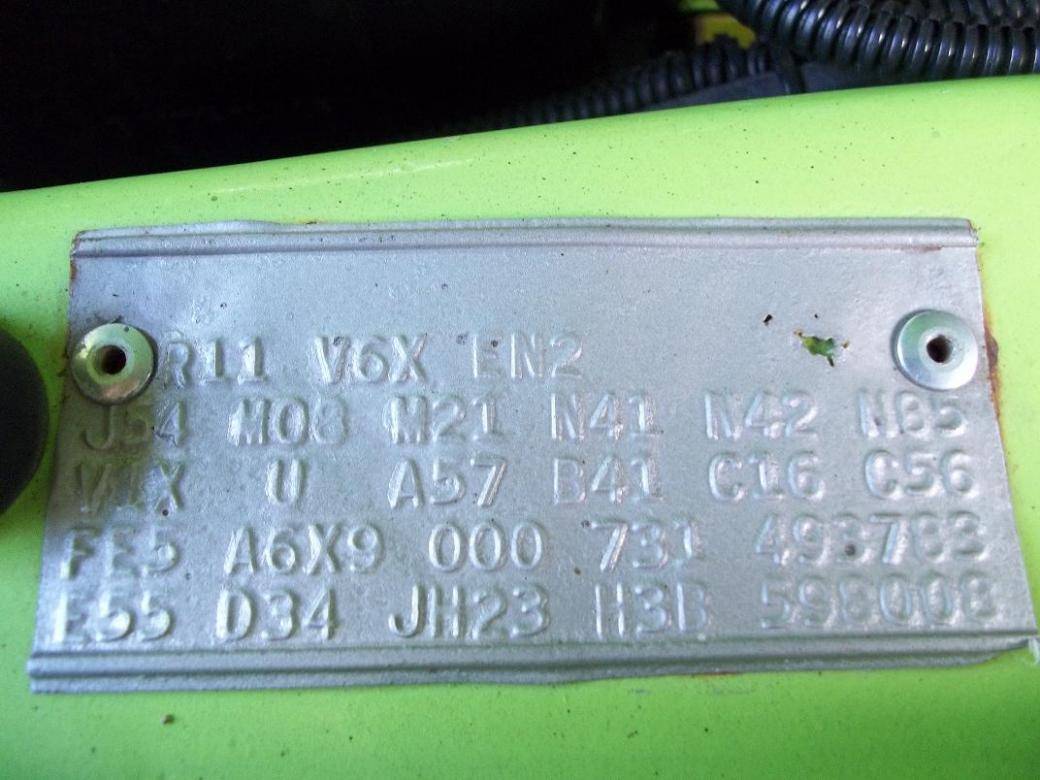 R11 V6X EN2
J54 M08 M21 N41 N42 N85
V1X U A57 B41 C16 C56
FE5 A6X9 000 731 493783
E55 D34 JH23 H3B 598008